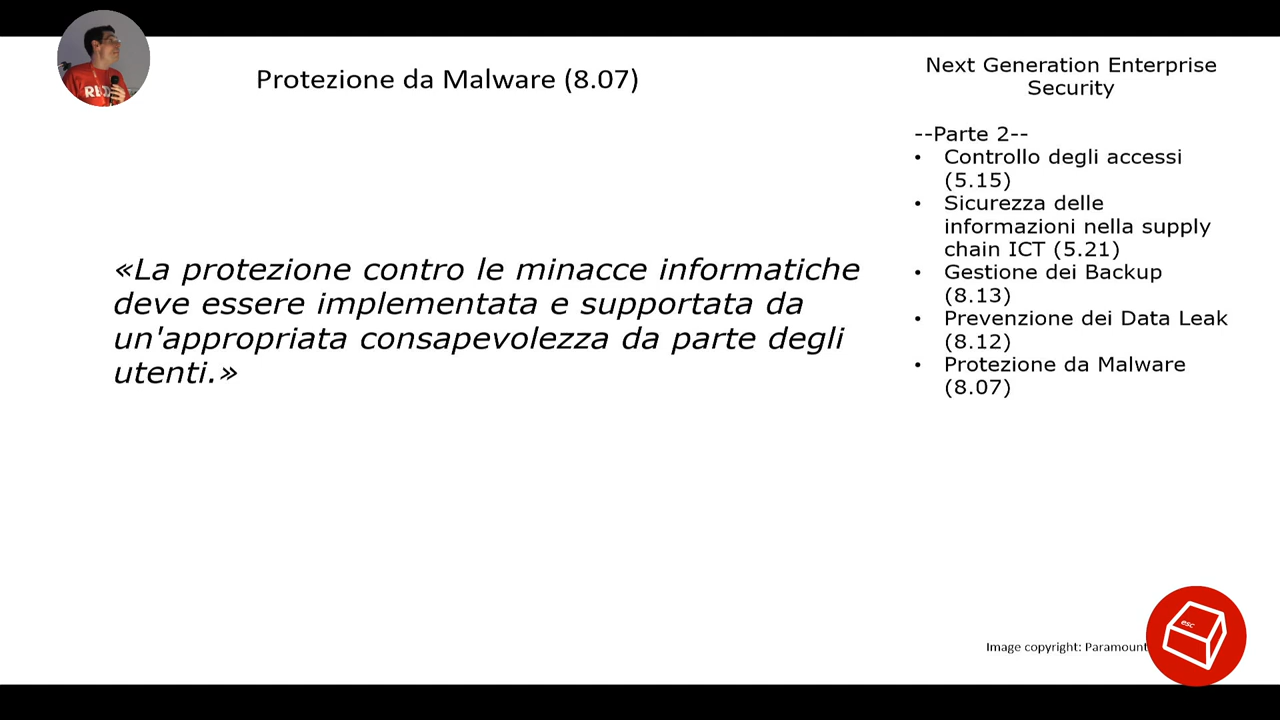 Protezione da Malware (8.07)
«La protezione contro le minacce informatiche
deve essere implementata e supportata da
un'appropriata consapevolezza da parte degli
utenti.»
Next Generation Enterprise
Security
--Parte 2--
• Controllo degli accessi
(5.15)
• Sicurezza delle
informazioni nella supply
chain ICT (5.21)
• Gestione dei Backup
(8.13)
• Prevenzione dei Data Leak
(8.12)
• Protezione da Malware
(8.07)
Image copyright: Paramount
esc